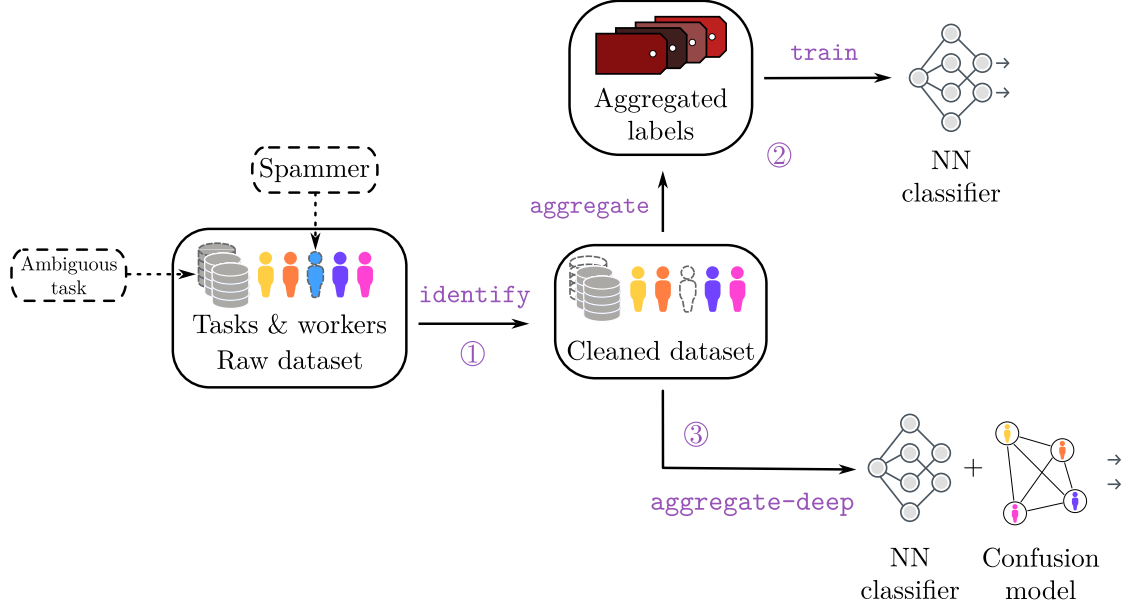 train
Aggregated
labels
②
NN
classifier
Spammer
aggregate
Ambiguous
task
identify
①
Tasks & workers
Raw dataset
Cleaned dataset
③
+
aggregate-deep
NN
classifier
Confusion
model